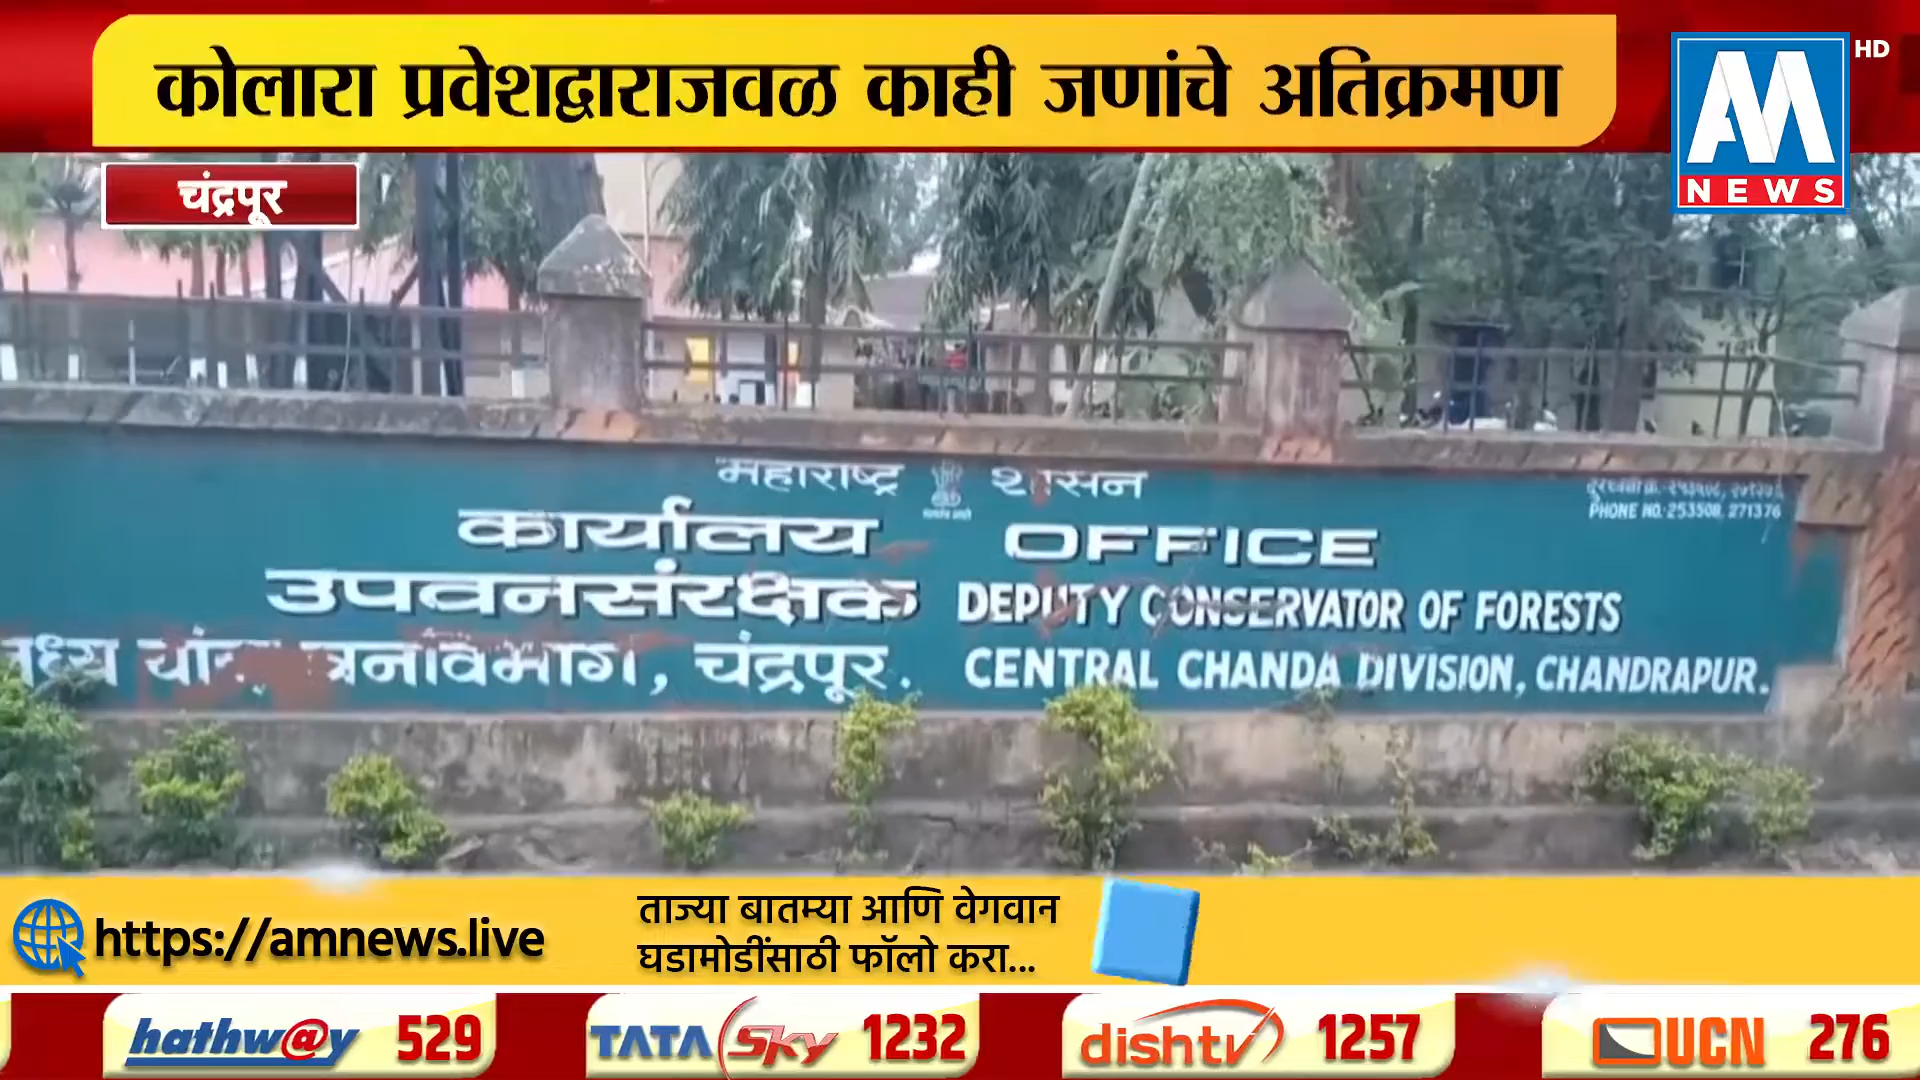 कोलारा प्रवेशद्वाराजवळ काही जणांचे अतिक्रमण
AM
NEWS
HD
चंद्रपूर
महाराष्ट्र शासन
PHONE NO. 253508, 271376
कार्यालय OFFICE
उपवनसंरक्षक DEPUTY CONSERVATOR OF FORESTS
वनविभाग, चंद्रपूर. CENTRAL CHANDA DIVISION, CHANDRAPUR.
https://amnews.live
ताज्या बातम्या आणि वेगवान
घडामोडींसाठी फॉलो करा...
hathw@y 529 TATA Sky 1232 dishtv 1257 UCN 276